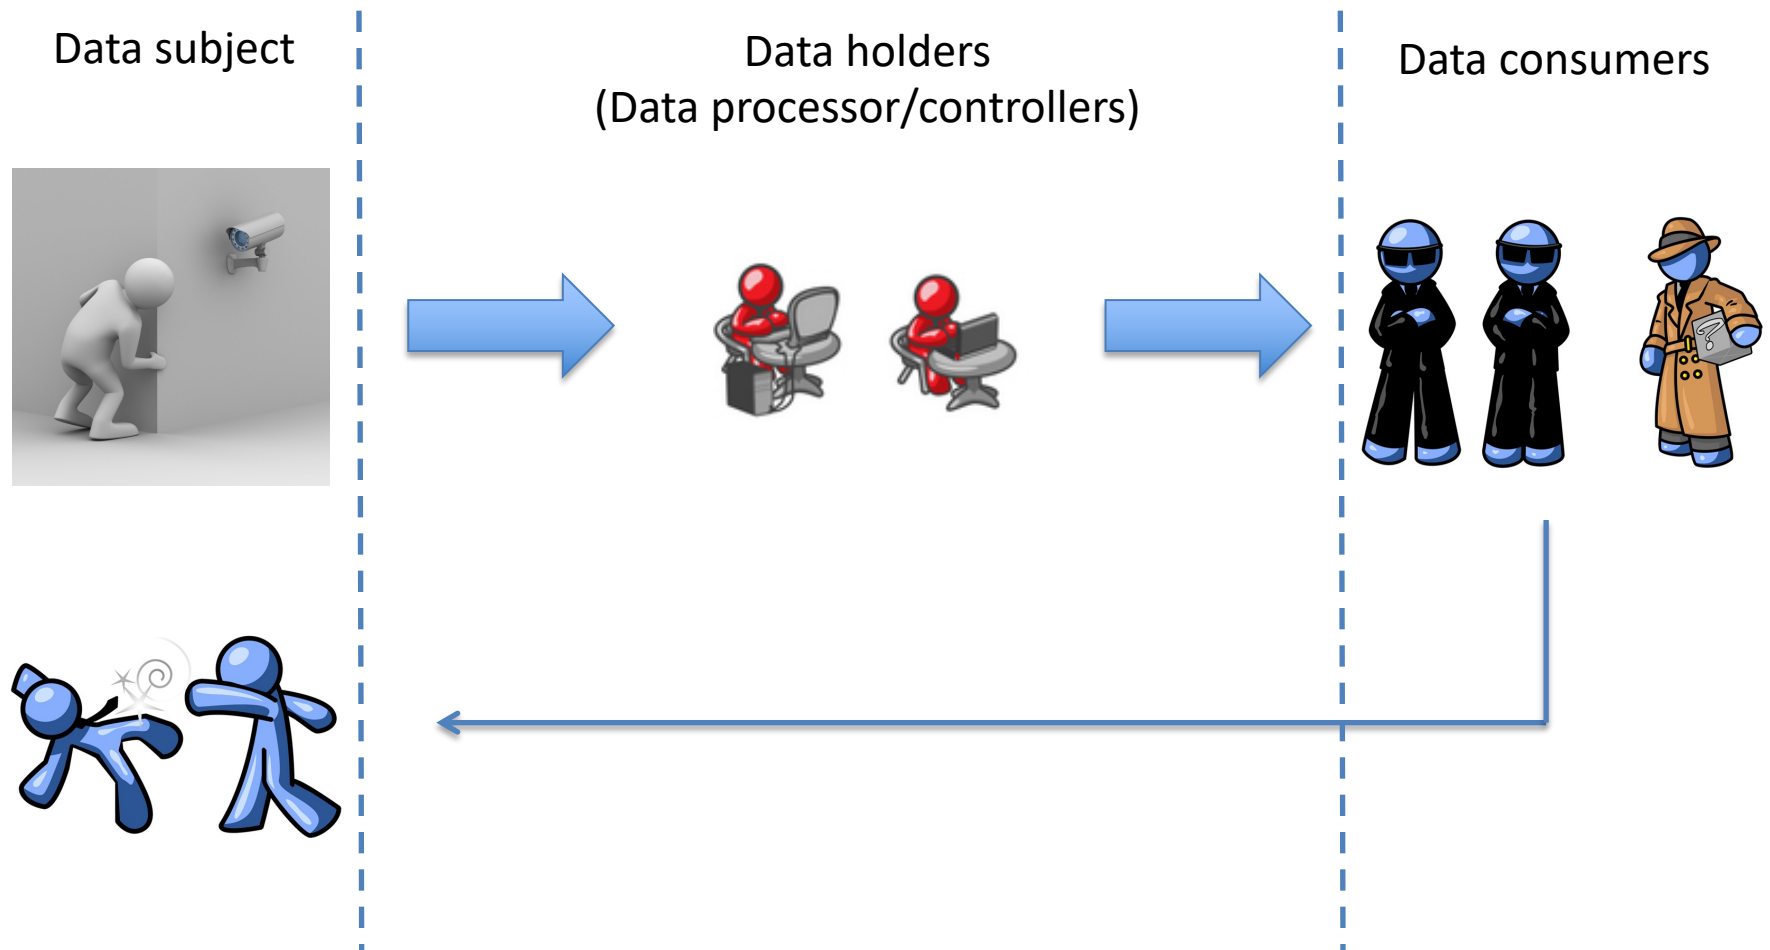 Data subject
Data holders
(Data processor/controllers)
Data consumers